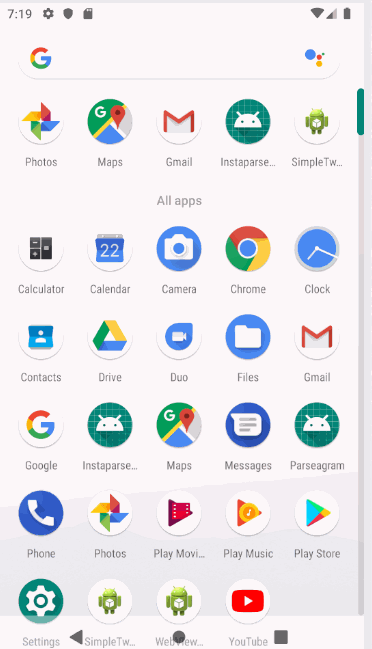 7:19
Photos Maps Gmail Instaparse... SimpleTw...
All apps
22
Calculator Calendar Camera Chrome Clock
Contacts Drive Duo Files Gmail
Google Instaparse... Maps Messages Parseagram
Phone Photos Play Movi... Play Music Play Store
Settings SimpleTw... WebView... YouTube